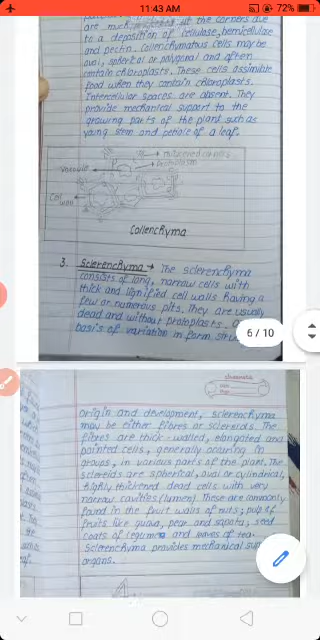 11:43 AM
72%
are much thickened at the corners due
to a deposition of cellulose, hemicellulose
and pectin. Collenchymatous cells may be
oval, spherical or polygonal and often
contain chloroplasts. These cells assimilate
food when they contain chloroplasts.
Intercellular spaces are absent. They
provide mechanical support to the
growing parts of the plant such as
young stem and petiole of a leaf.
Thickened corners
Protoplasm
Vacuole
Cell
wall
Collenchyma
3. Sclerenchyma → The sclerenchyma
consists of long, narrow cells with
thick and lignified cell walls having a
few or numerous pits. They are usually
dead and without protoplasts.
basis of variation in form, struc
6 / 10
origin and development, sclerenchyma
may be either fibres or sclereids. The
fibres are thick-walled, elongated and
pointed cells, generally occuring in
groups, in various parts of the plant. The
sclereids are spherical, oval or cylindrical,
highly thickened dead cells with very
narrow cavities (lumen). These are commonly
found in the fruit walls of nuts; pulp of
fruits like guava, pear and sapota; seed
coats of legumes and leaves of tea.
Sclerenchyma provides mechanical
organs.